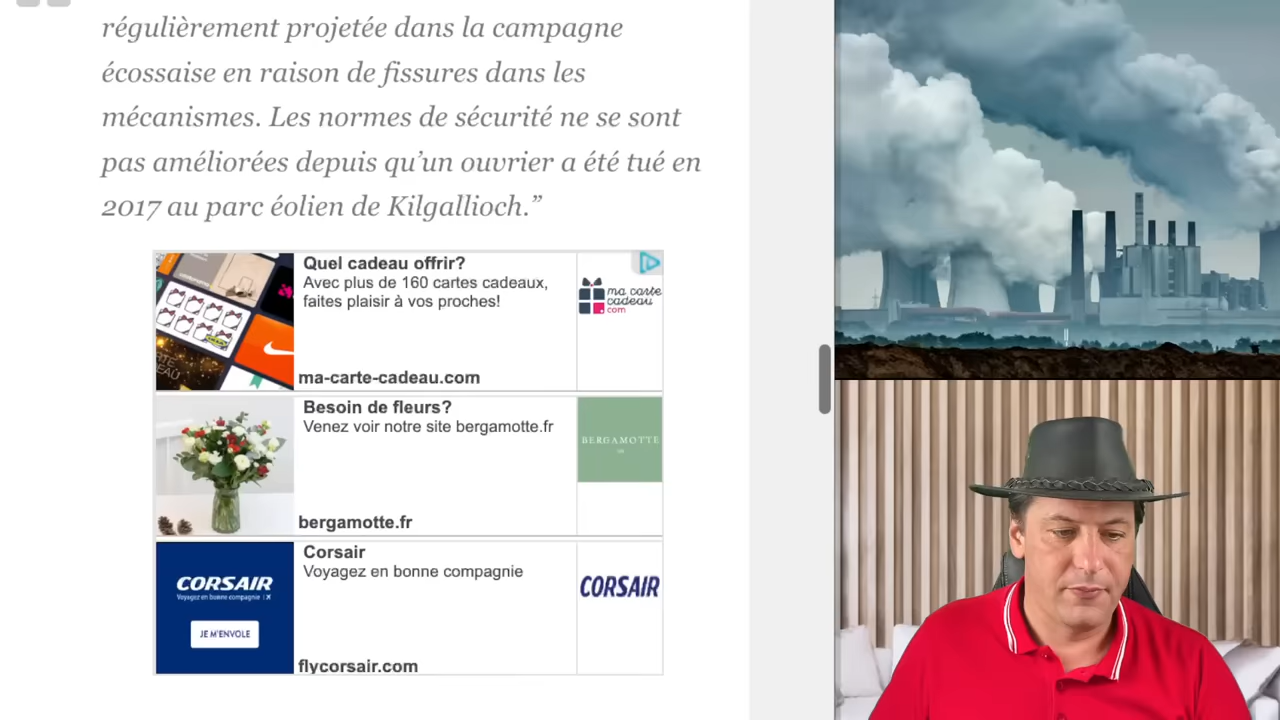 régulièrement projetée dans la campagne
écossaise en raison de fissures dans les
mécanismes. Les normes de sécurité ne se sont
pas améliorées depuis qu’un ouvrier a été tué en
2017 au parc éolien de Kilgallioch.”
Quel cadeau offrir?
Avec plus de 160 cartes cadeaux,
faites plaisir à vos proches!
ma carte
cadeau
com
ma-carte-cadeau.com
Besoin de fleurs?
Venez voir notre site bergamotte.fr
BERGAMOTTE
bergamotte.fr
CORSAIR
Voyagez en bonne compagnie
JE M'ENVOLE
Corsair
Voyagez en bonne compagnie
CORSAIR
flycorsair.com